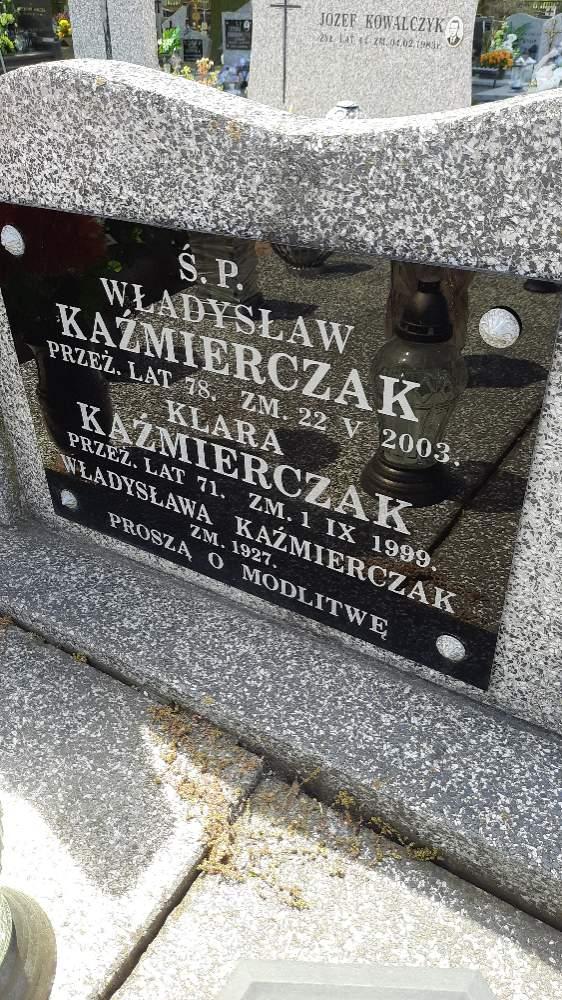 JÓZEF KOWALCZYK
Ś.P.
WŁADYSŁAW
KAŹMIERCZAK
PRZEŻ. LAT 78. ZM. 22 V 2003.
KLARA
KAŹMIERCZAK
PRZEŻ. LAT 71. ZM. 1 IX 1999.
WŁADYSŁAWA KAŹMIERCZAK
ZM. 1927.
PROSZĄ O MODLITWĘ